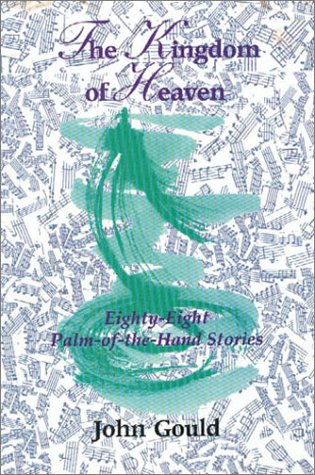 The Kingdom
of Heaven
Eighty-Eight
Palm-of-the-Hand Stories
John Gould